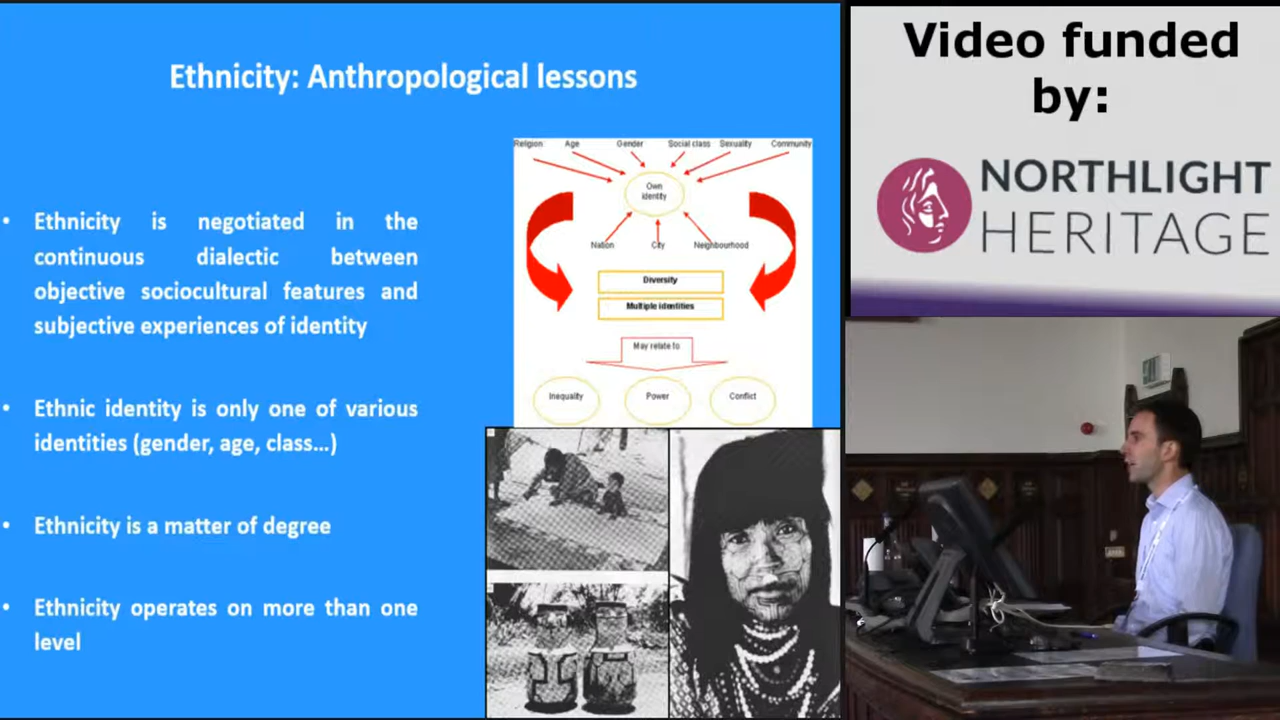 Ethnicity: Anthropological lessons
• Ethnicity is negotiated in the
continuous dialectic between
objective sociocultural features and
subjective experiences of identity
• Ethnic identity is only one of various
identities (gender, age, class...)
• Ethnicity is a matter of degree
• Ethnicity operates on more than one
level
Religion Age Gender Social class Sexuality Community
Own
identity
Nation City Neighbourhood
Diversity
Multiple identities
May relate to
Inequality Power Conflict
Video funded
by:
NORTHLIGHT
HERITAGE